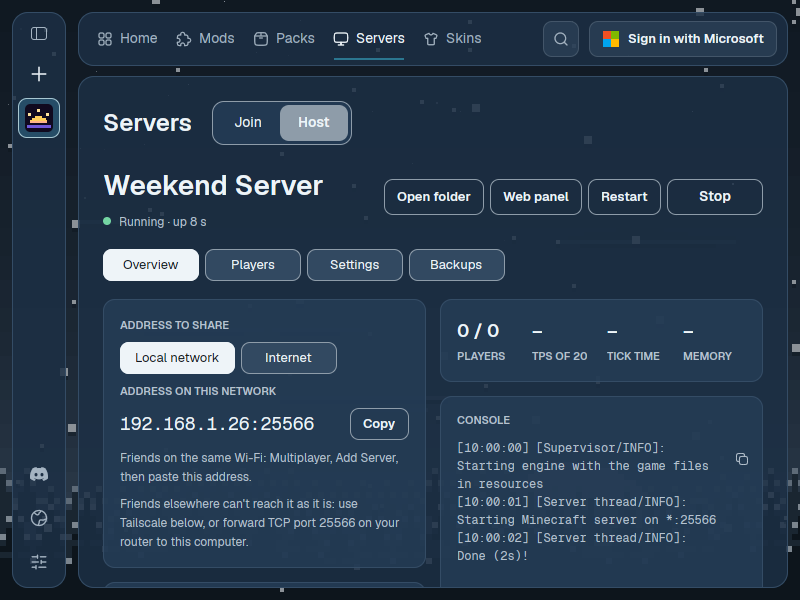 Home
Mods
Packs
Servers
Skins
Sign in with Microsoft
Servers
Join
Host
Weekend Server
Running · up 8 s
Open folder
Web panel
Restart
Stop
Overview
Players
Settings
Backups
ADDRESS TO SHARE
Local network
Internet
ADDRESS ON THIS NETWORK
192.168.1.26:25566
Copy
Friends on the same Wi-Fi: Multiplayer, Add Server,
then paste this address.
Friends elsewhere can't reach it as it is: use
Tailscale below, or forward TCP port 25566 on your
router to this computer.
0 / 0
PLAYERS
–
TPS OF 20
–
TICK TIME
–
MEMORY
CONSOLE
[10:00:00] [Supervisor/INFO]:
Starting engine with the game files
in resources
[10:00:01] [Server thread/INFO]:
Starting Minecraft server on *:25566
[10:00:02] [Server thread/INFO]:
Done (2s)!